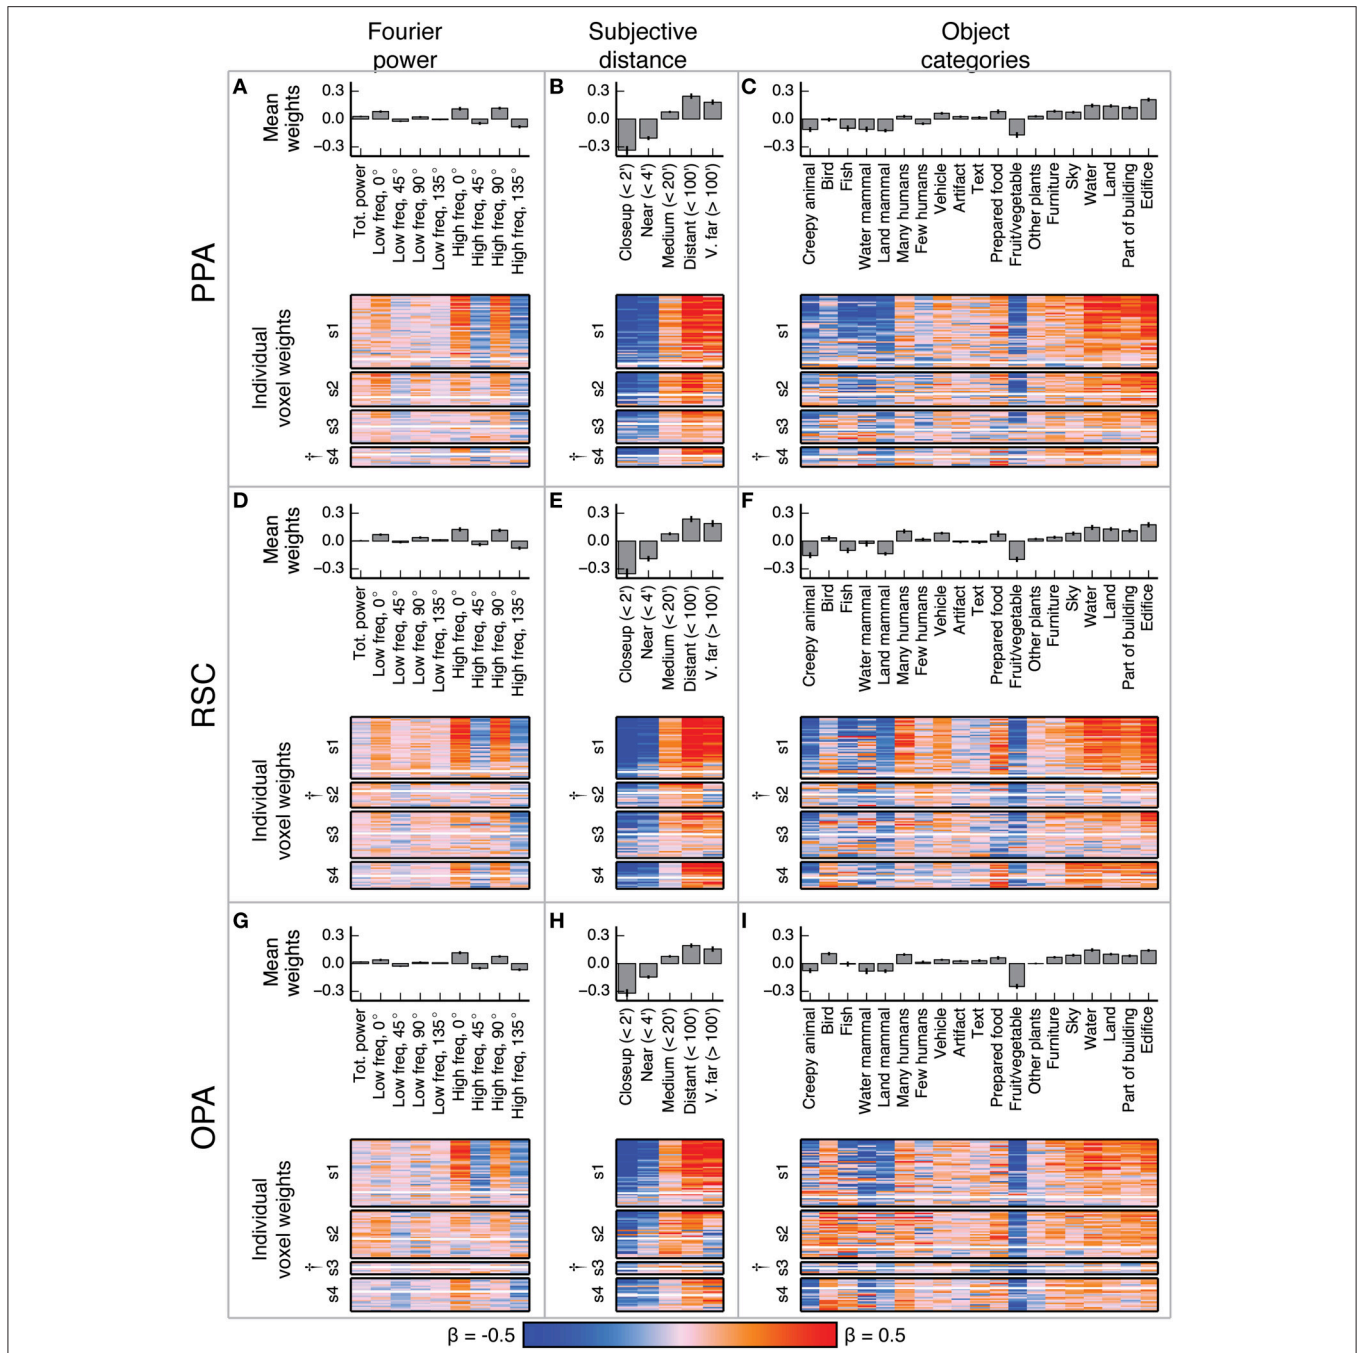 Fourier
power
Subjective
distance
Object
categories
PPA
A
Mean
weights
0.3
0.0
−0.3
Tot. power
Low freq, 0°
Low freq, 45°
Low freq, 90°
Low freq, 135°
High freq, 0°
High freq, 45°
High freq, 90°
High freq, 135°
Individual
voxel weights
s1
s2
s3
† s4
B
Closeup (< 2')
Near (< 4')
Medium (< 20')
Distant (< 100')
V. far (> 100')
s1
s2
s3
† s4
C
0.3
0.0
−0.3
Creepy animal
Bird
Fish
Water mammal
Land mammal
Many humans
Few humans
Vehicle
Artifact
Text
Prepared food
Fruit/vegetable
Other plants
Furniture
Sky
Water
Land
Part of building
Edifice
s1
s2
s3
† s4
RSC
D
Mean
weights
0.3
0.0
−0.3
Tot. power
Low freq, 0°
Low freq, 45°
Low freq, 90°
Low freq, 135°
High freq, 0°
High freq, 45°
High freq, 90°
High freq, 135°
Individual
voxel weights
s1
† s2
s3
s4
E
0.3
0.0
−0.3
Closeup (< 2')
Near (< 4')
Medium (< 20')
Distant (< 100')
V. far (> 100')
s1
† s2
s3
s4
F
0.3
0.0
−0.3
Creepy animal
Bird
Fish
Water mammal
Land mammal
Many humans
Few humans
Vehicle
Artifact
Text
Prepared food
Fruit/vegetable
Other plants
Furniture
Sky
Water
Land
Part of building
Edifice
s1
† s2
s3
s4
OPA
G
Mean
weights
0.3
0.0
−0.3
Tot. power
Low freq, 0°
Low freq, 45°
Low freq, 90°
Low freq, 135°
High freq, 0°
High freq, 45°
High freq, 90°
High freq, 135°
Individual
voxel weights
s1
s2
† s3
s4
H
0.3
0.0
−0.3
Closeup (< 2')
Near (< 4')
Medium (< 20')
Distant (< 100')
V. far (> 100')
s1
s2
† s3
s4
I
0.3
0.0
−0.3
Creepy animal
Bird
Fish
Water mammal
Land mammal
Many humans
Few humans
Vehicle
Artifact
Text
Prepared food
Fruit/vegetable
Other plants
Furniture
Sky
Water
Land
Part of building
Edifice
s1
s2
† s3
s4
β = -0.5
β = 0.5